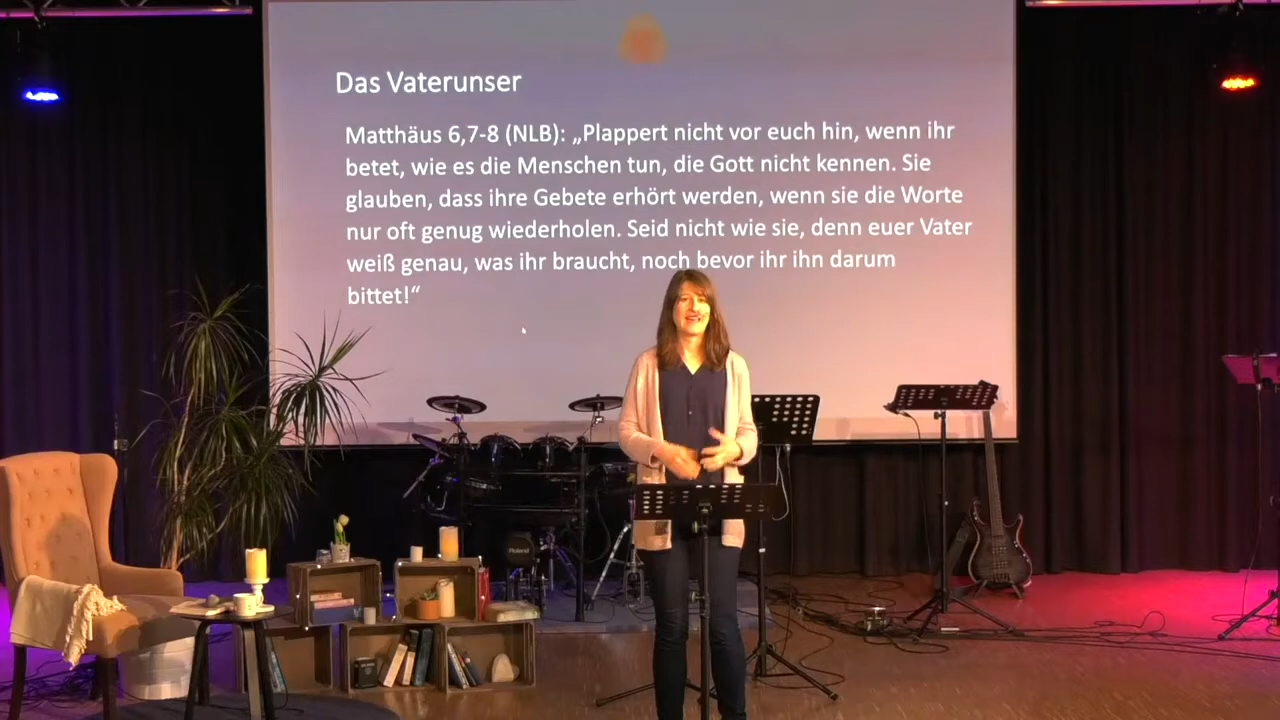 Das Vaterunser
Matthäus 6,7-8 (NLB): „Plappert nicht vor euch hin, wenn ihr
betet, wie es die Menschen tun, die Gott nicht kennen. Sie
glauben, dass ihre Gebete erhört werden, wenn sie die Worte
nur oft genug wiederholen. Seid nicht wie sie, denn euer Vater
weiß genau, was ihr braucht, noch bevor ihr ihn darum
bittet!“
Roland